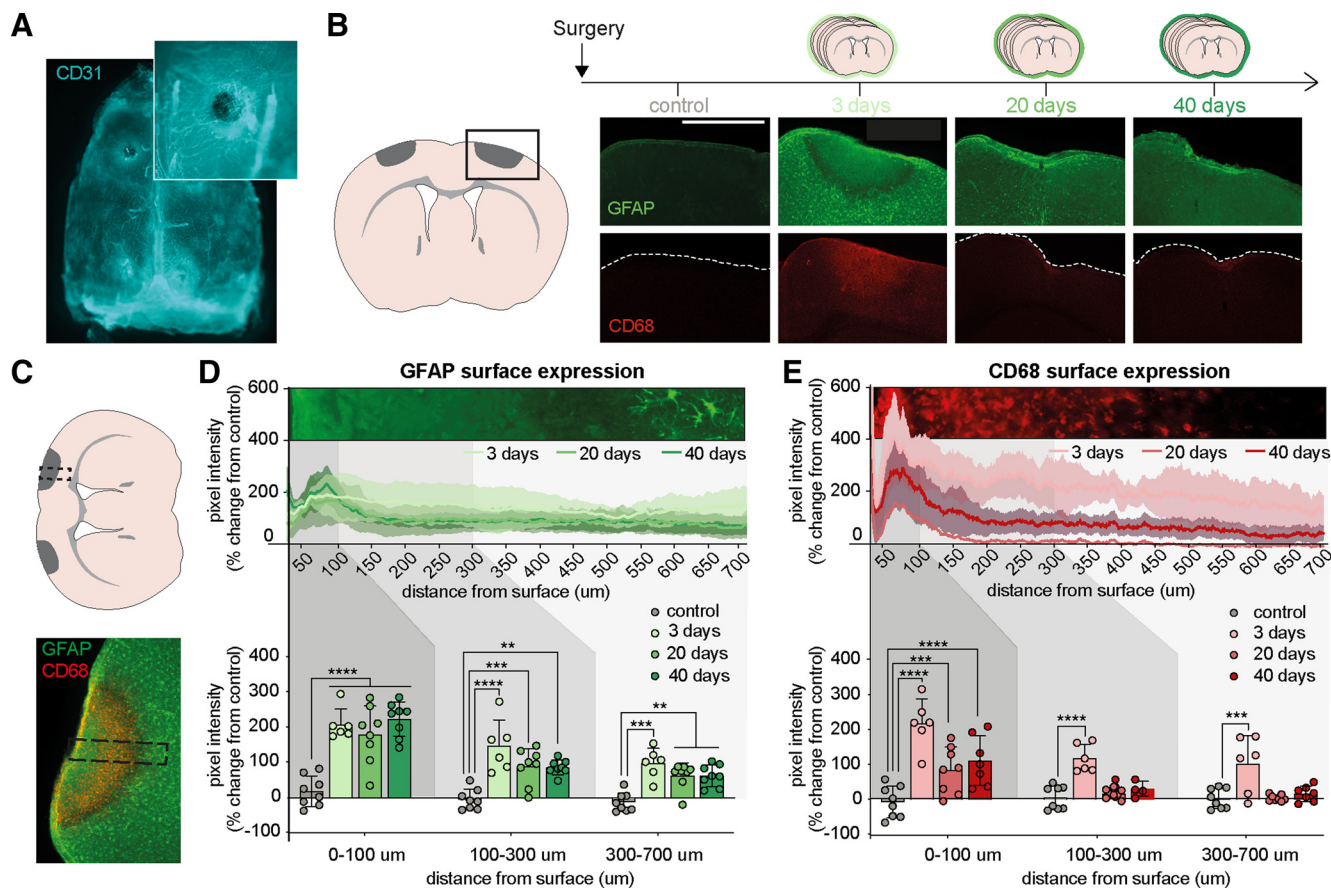 A
CD31
B
Surgery
control
3 days
20 days
40 days
GFAP
CD68
C
GFAP
CD68
D
GFAP surface expression
600
400
200
0
pixel intensity
(% change from control)
3 days
20 days
40 days
50
100
150
200
250
300
350
400
450
500
550
600
650
700
distance from surface (um)
control
3 days
20 days
40 days
400
300
200
100
0
-100
pixel intensity
(% change from control)
****
****
***
**
***
**
0-100 um
100-300 um
300-700 um
distance from surface (um)
E
CD68 surface expression
600
400
200
0
pixel intensity
(% change from control)
3 days
20 days
40 days
50
100
150
200
250
300
350
400
450
500
550
600
650
700
distance from surface (um)
control
3 days
20 days
40 days
400
300
200
100
0
-100
pixel intensity
(% change from control)
****
***
****
****
***
0-100 um
100-300 um
300-700 um
distance from surface (um)